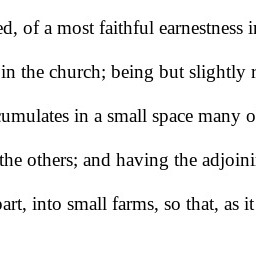 ed, of a most faithful earnestness i
in the church; being but slightly
cumulates in a small space many o
the others; and having the adjoini
part, into small farms, so that, as it